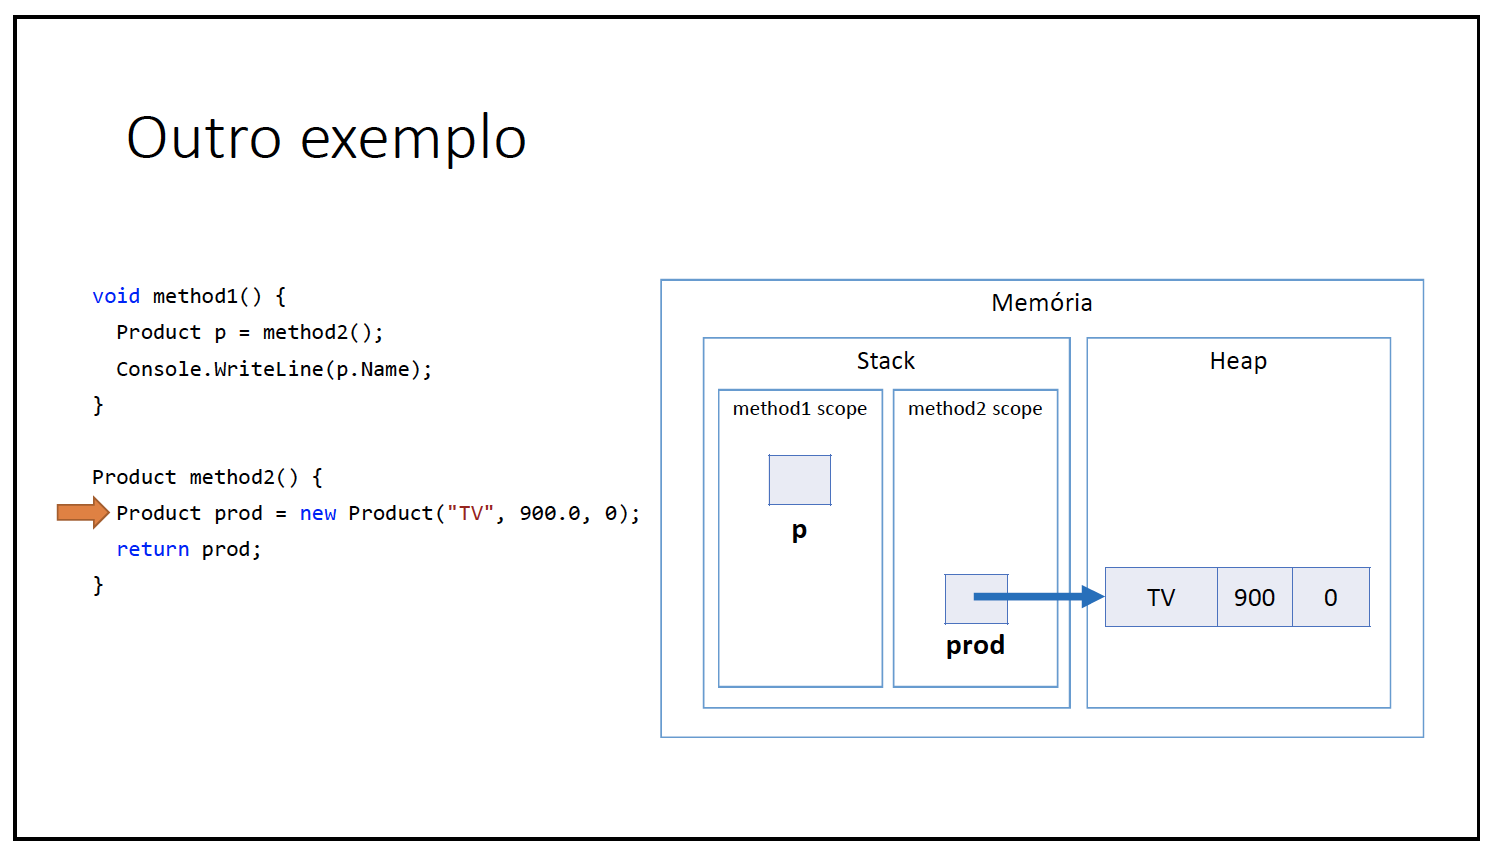 Outro exemplo
void method1() {
Product p = method2();
Console.WriteLine(p.Name);
}
Product method2() {
Product prod = new Product("TV", 900.0, 0);
return prod;
}
Memória
Stack
Heap
method1 scope
method2 scope
p
prod
TV
900
0